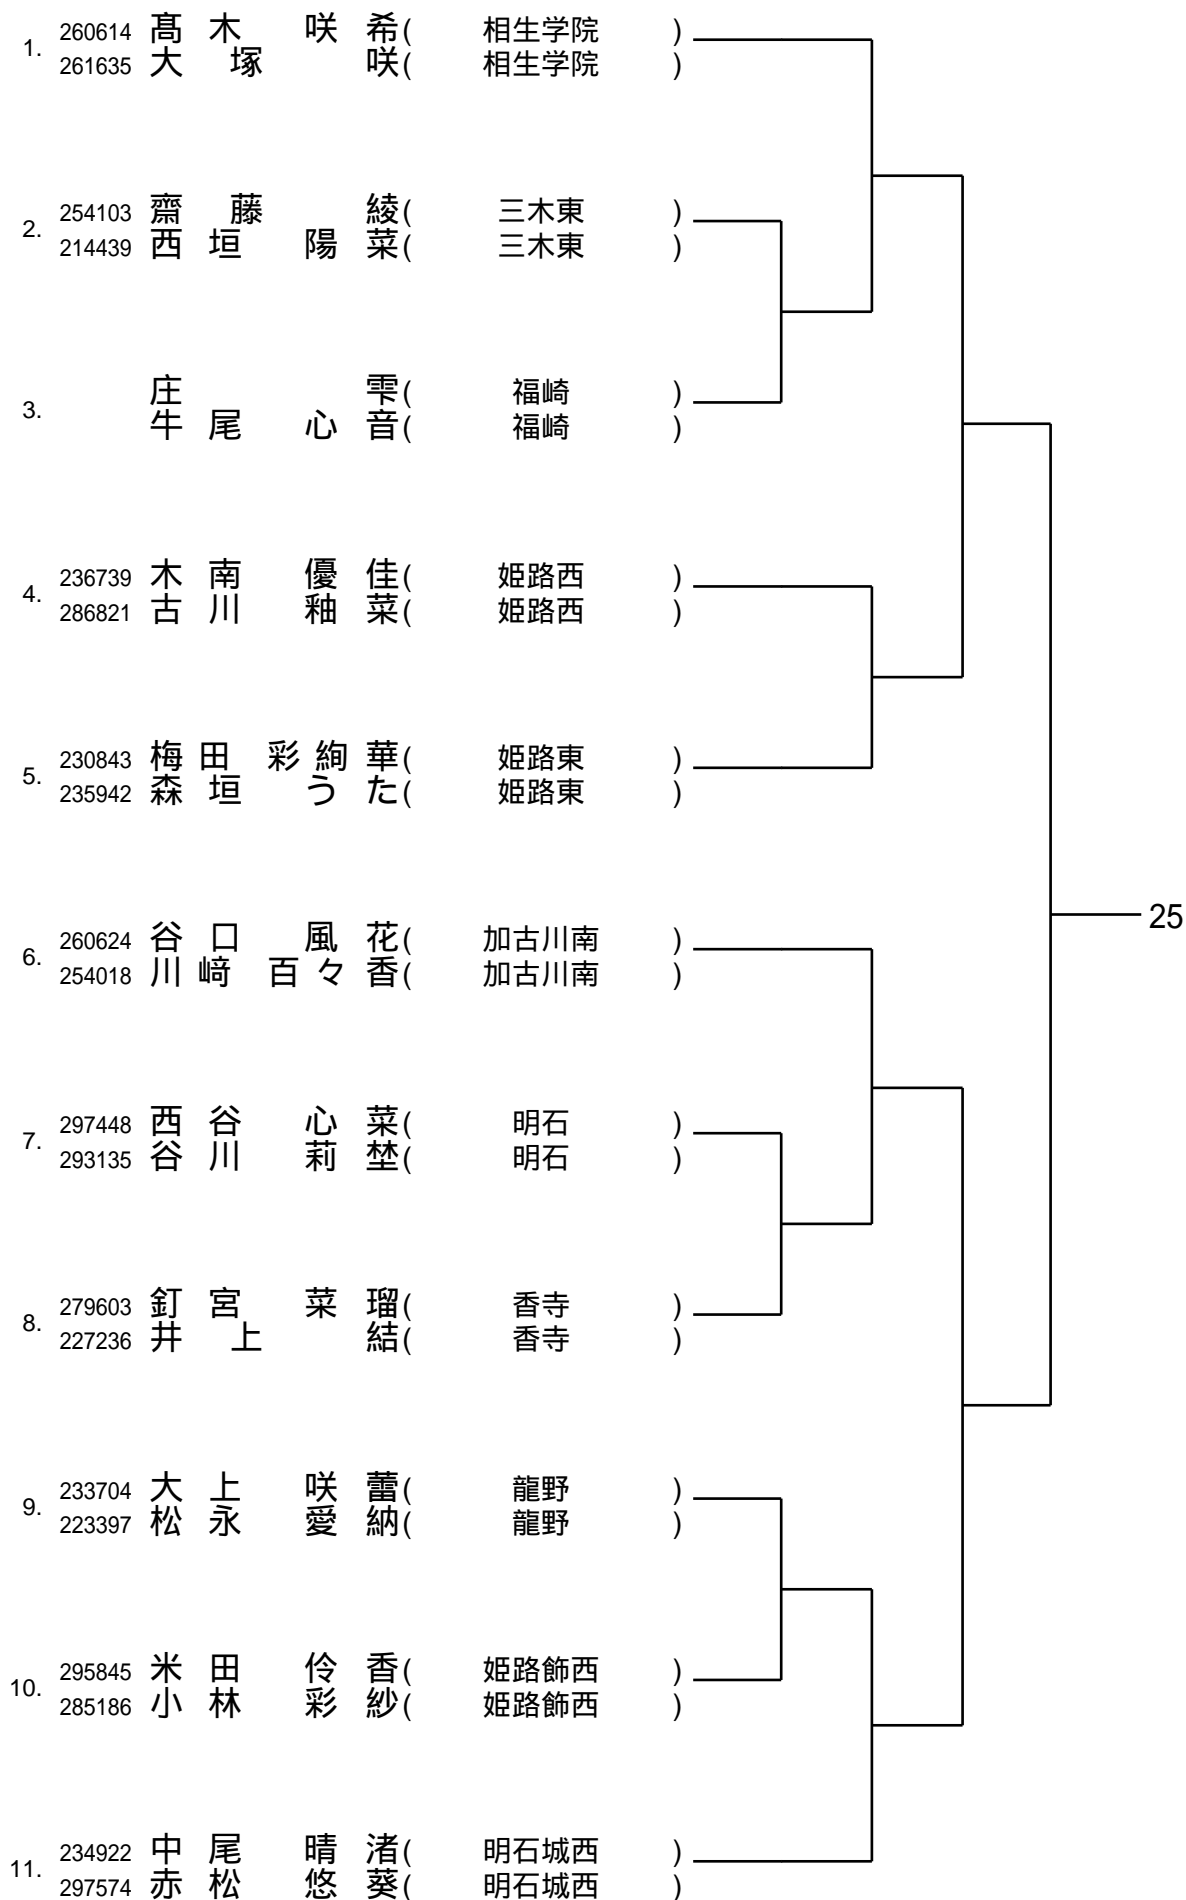 1. 260614 髙木 咲希( 相生学院 )
261635 大塚 咲( 相生学院 )
2. 254103 齋藤 綾( 三木東 )
214439 西垣 陽菜( 三木東 )
3. 庄 雫( 福崎 )
牛尾 心音( 福崎 )
4. 236739 木南 優佳( 姫路西 )
286821 古川 釉菜( 姫路西 )
5. 230843 梅田 彩絢華( 姫路東 )
235942 森垣 うた( 姫路東 )
25
6. 260624 谷口 風花( 加古川南 )
254018 川﨑 百々香( 加古川南 )
7. 297448 西谷 心菜( 明石 )
293135 谷川 莉埜( 明石 )
8. 279603 釘宮 菜瑠( 香寺 )
227236 井上 結( 香寺 )
9. 233704 大上 咲蕾( 龍野 )
223397 松永 愛納( 龍野 )
10. 295845 米田 伶香( 姫路飾西 )
285186 小林 彩紗( 姫路飾西 )
11. 234922 中尾 晴渚( 明石城西 )
297574 赤松 悠葵( 明石城西 )